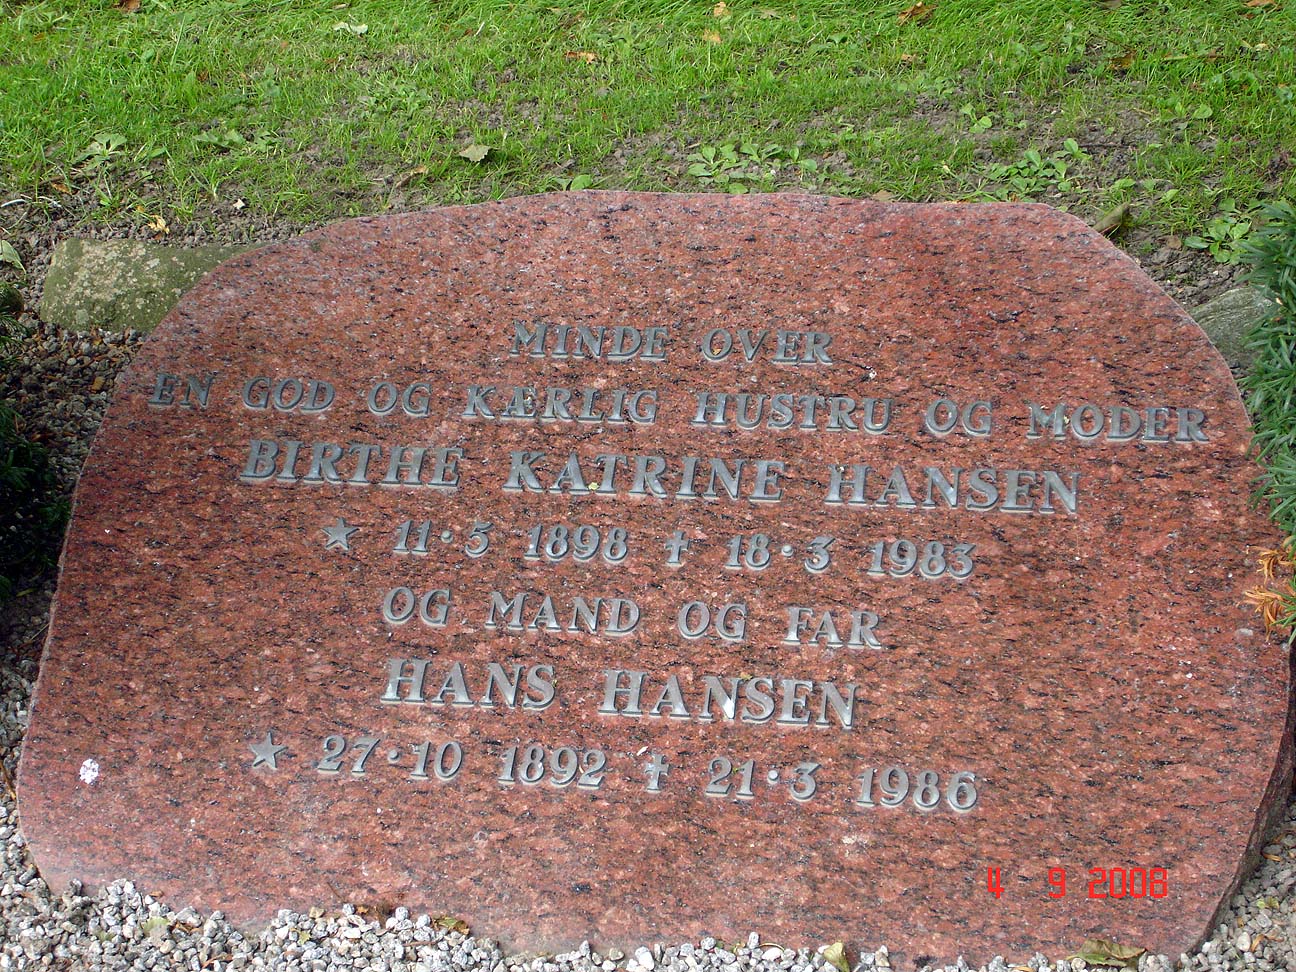 MINDE OVER
EN GOD OG KÆRLIG HUSTRU OG MODER
BIRTHE KATRINE HANSEN
★ 11·5 1898 † 18·3 1983
OG MAND OG FAR
HANS HANSEN
★ 27·10 1892 † 21·3 1986
4 9 2008